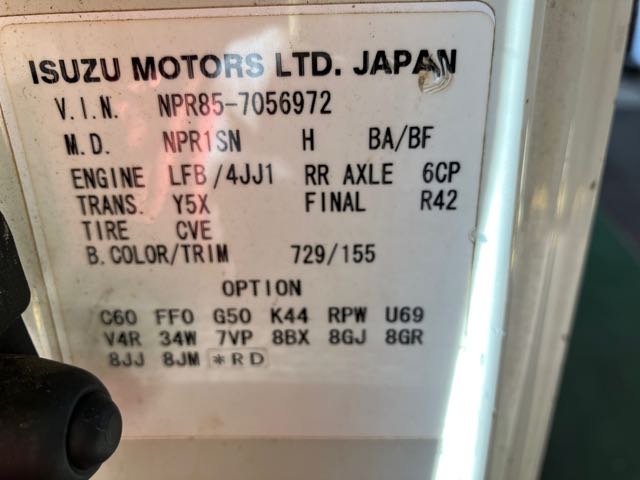 ISUZU MOTORS LTD. JAPAN
V.I.N. NPR85-7056972
M.D. NPR1SN H BA/BF
ENGINE LFB/4JJ1 RR AXLE 6CP
TRANS. Y5X FINAL R42
TIRE CVE
B.COLOR/TRIM 729/155
OPTION
C60 FF0 G50 K44 RPW U69
V4R 34W 7VP 8BX 8GJ 8GR
8JJ 8JM *RD